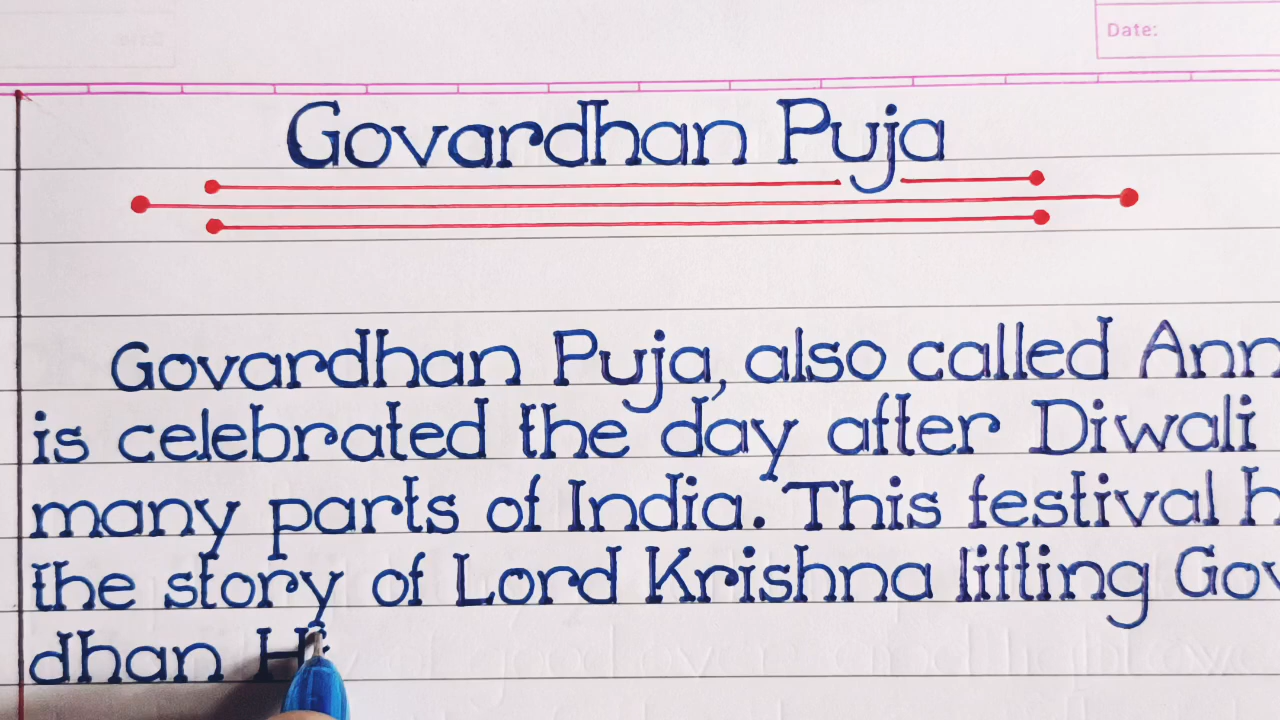 Date:
Govardhan Puja
Govardhan Puja, also called Ann
is celebrated the day after Diwali
many parts of India. This festival h
the story of Lord Krishna lifting Gov
dhan H